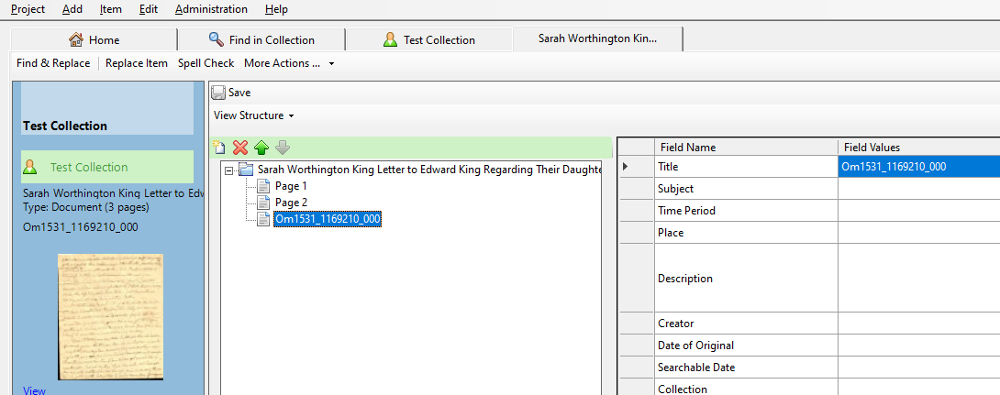 Project Add Item Edit Administration Help
Home Find in Collection Test Collection Sarah Worthington Kin...
Find & Replace Replace Item Spell Check More Actions ...
Test Collection
Test Collection
Sarah Worthington King Letter to Edw
Type: Document (3 pages)
Om1531_1169210_000
View
Save
View Structure
Sarah Worthington King Letter to Edward King Regarding Their Daughte
Page 1
Page 2
Om1531_1169210_000
Field Name Field Values
Title Om1531_1169210_000
Subject
Time Period
Place
Description
Creator
Date of Original
Searchable Date
Collection